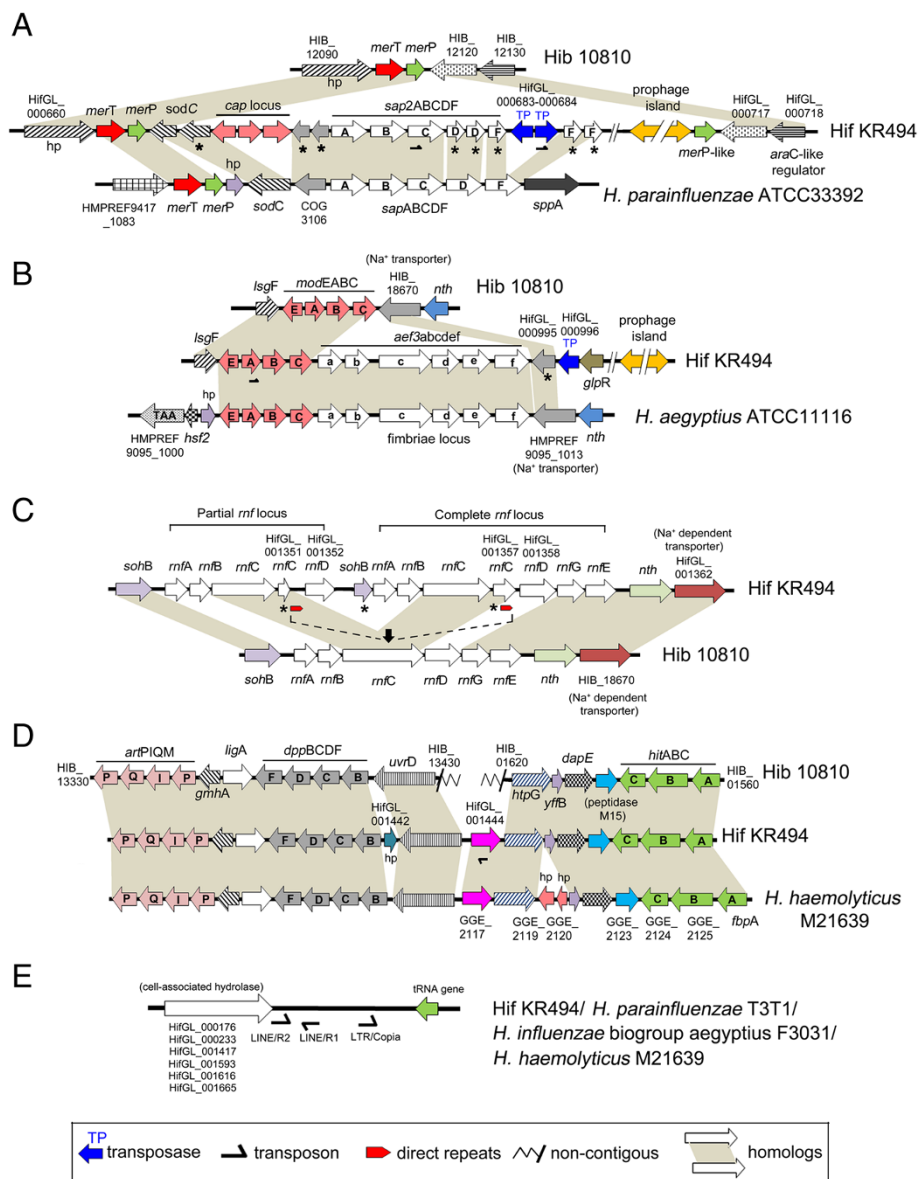 A
HIB_
12090
merT
merP
HIB_
12120
HIB_
12130
Hib 10810
hp
HifGL_
000660
merT
merP
sodC
cap locus
sap2ABCDF
HifGL_
000683-000684
TP TP
prophage
island
HifGL_
000717
HifGL_
000718
A B C D D F F F
Hif KR494
hp
*
* *
* * *
* *
merP-like
araC-like
regulator
hp
A B C D F
HMPREF9417
_1083
merT
merP
sodC
COG
3106
sapABCDF
sppA
H. parainfluenzae ATCC33392
B
lsgF
modEABC
(Na⁺ transporter)
HIB_
18670
nth
Hib 10810
E A B C
lsgF
aef3abcdef
HifGL_
000995
HifGL_
000996
TP
prophage
island
E A B C a b c d e f
Hif KR494
*
glpR
hp
TAA E A B C a b c d e f
H. aegyptius ATCC11116
HMPREF
9095_1000
hsf2
fimbriae locus
HMPREF
9095_1013
(Na⁺ transporter)
nth
C
Partial rnf locus
Complete rnf locus
HifGL_
001351
HifGL_
001352
HifGL_
001357
HifGL_
001358
(Na⁺ dependent
transporter)
HifGL_
001362
sohB
rnfA
rnfB
rnfC
rnfC
rnfD
sohB
rnfA
rnfB
rnfC
rnfC
rnfD
rnfG
rnfE
nth
Hif KR494
* * *
Hib 10810
sohB
rnfA
rnfB
rnfC
rnfD
rnfG
rnfE
nth
HIB_18670
(Na⁺ dependent
transporter)
D
HIB_
13330
artPIQM
ligA
dppBCDF
uvrD
HIB_
13430
HIB_
01620
dapE
hitABC
HIB_
01560
P Q I P F D C B C B A
Hib 10810
gmhA
htpG
yffB
(peptidase
M15)
HifGL_
001442
HifGL_
001444
P Q I P F D C B C B A
Hif KR494
hp
hp hp
P Q I P F D C B C B A
H. haemolyticus
M21639
GGE_
2117
GGE_
2119
GGE_
2120
GGE_
2123
GGE_
2124
GGE_
2125
fbpA
E
(cell-associated hydrolase)
tRNA gene
HifGL_000176
HifGL_000233
HifGL_001417
HifGL_001593
HifGL_001616
HifGL_001665
LINE/R2
LINE/R1
LTR/Copia
Hif KR494/ H. parainfluenzae T3T1/
H. influenzae biogroup aegyptius F3031/
H. haemolyticus M21639
TP
transposase
transposon
direct repeats
non-contiguous
homologs